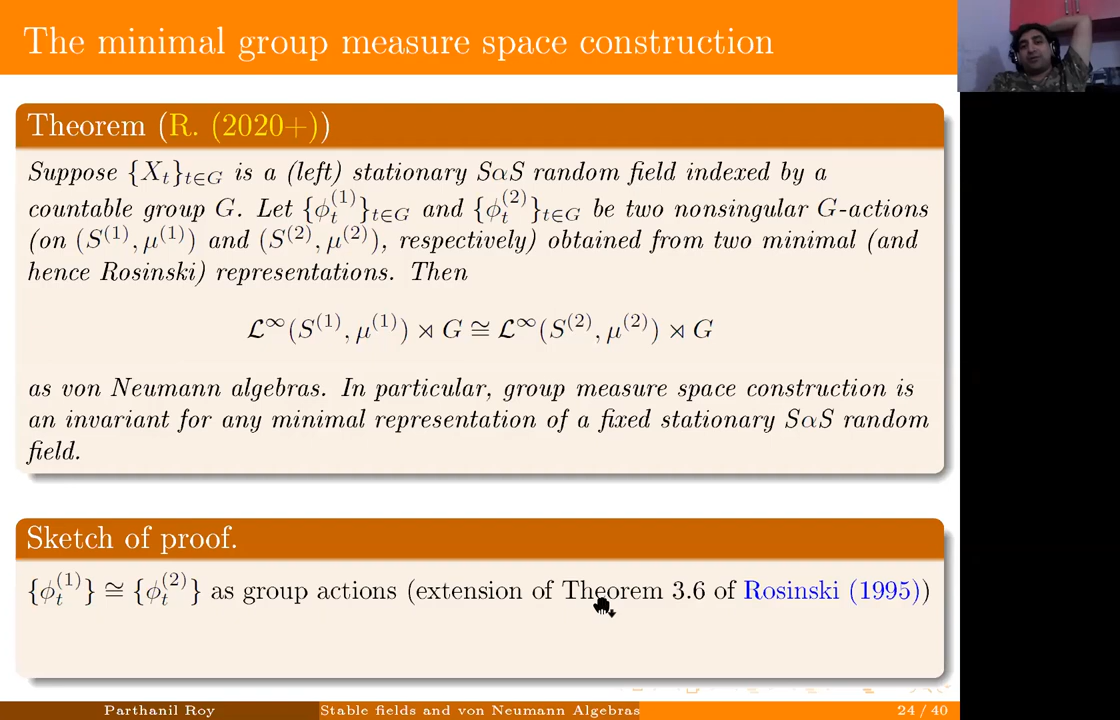 The minimal group measure space construction
Theorem (R. (2020+))
Suppose {X_t}_{t∈G} is a (left) stationary SαS random field indexed by a
countable group G. Let {ϕ_t^{(1)}}_{t∈G} and {ϕ_t^{(2)}}_{t∈G} be two nonsingular G-actions
(on (S^{(1)}, μ^{(1)}) and (S^{(2)}, μ^{(2)}), respectively) obtained from two minimal (and
hence Rosinski) representations. Then
ℒ^∞(S^{(1)}, μ^{(1)}) ⋊ G ≅ ℒ^∞(S^{(2)}, μ^{(2)}) ⋊ G
as von Neumann algebras. In particular, group measure space construction is
an invariant for any minimal representation of a fixed stationary SαS random
field.
Sketch of proof.
{ϕ_t^{(1)}} ≅ {ϕ_t^{(2)}} as group actions (extension of Theorem 3.6 of Rosinski (1995))
Parthanil Roy
Stable fields and von Neumann Algebras
24 / 40